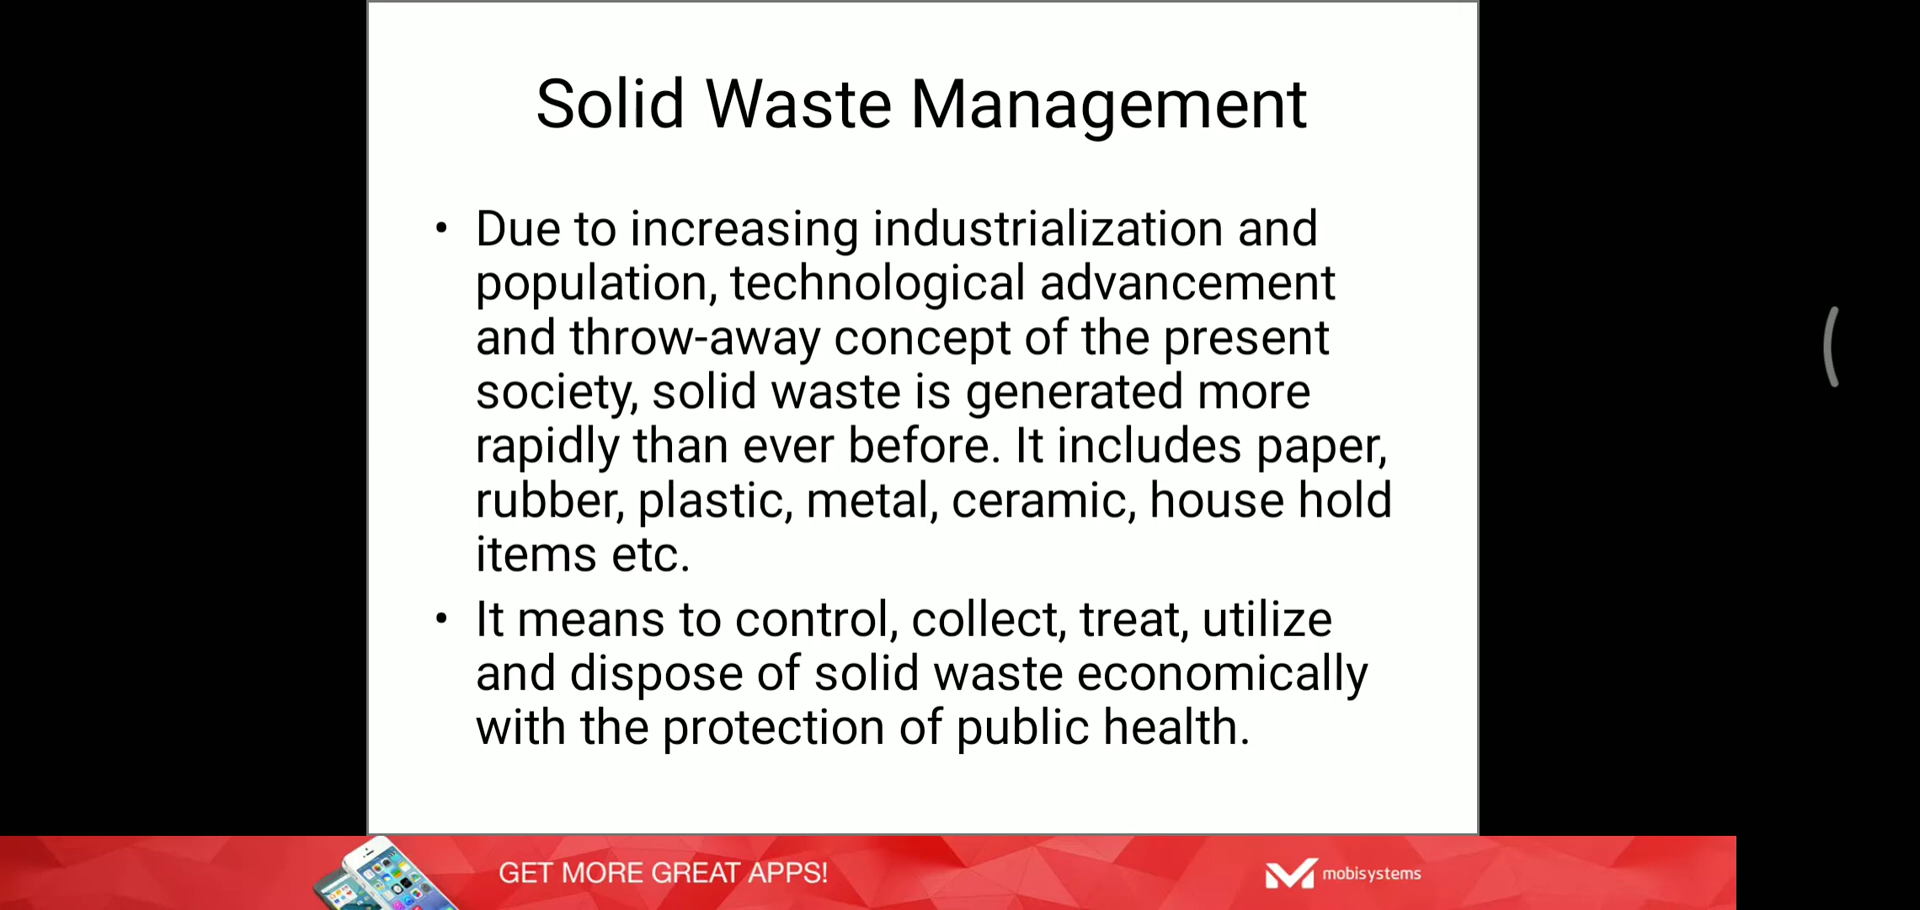 Solid Waste Management
• Due to increasing industrialization and
population, technological advancement
and throw-away concept of the present
society, solid waste is generated more
rapidly than ever before. It includes paper,
rubber, plastic, metal, ceramic, house hold
items etc.
• It means to control, collect, treat, utilize
and dispose of solid waste economically
with the protection of public health.
GET MORE GREAT APPS!
mobisystems